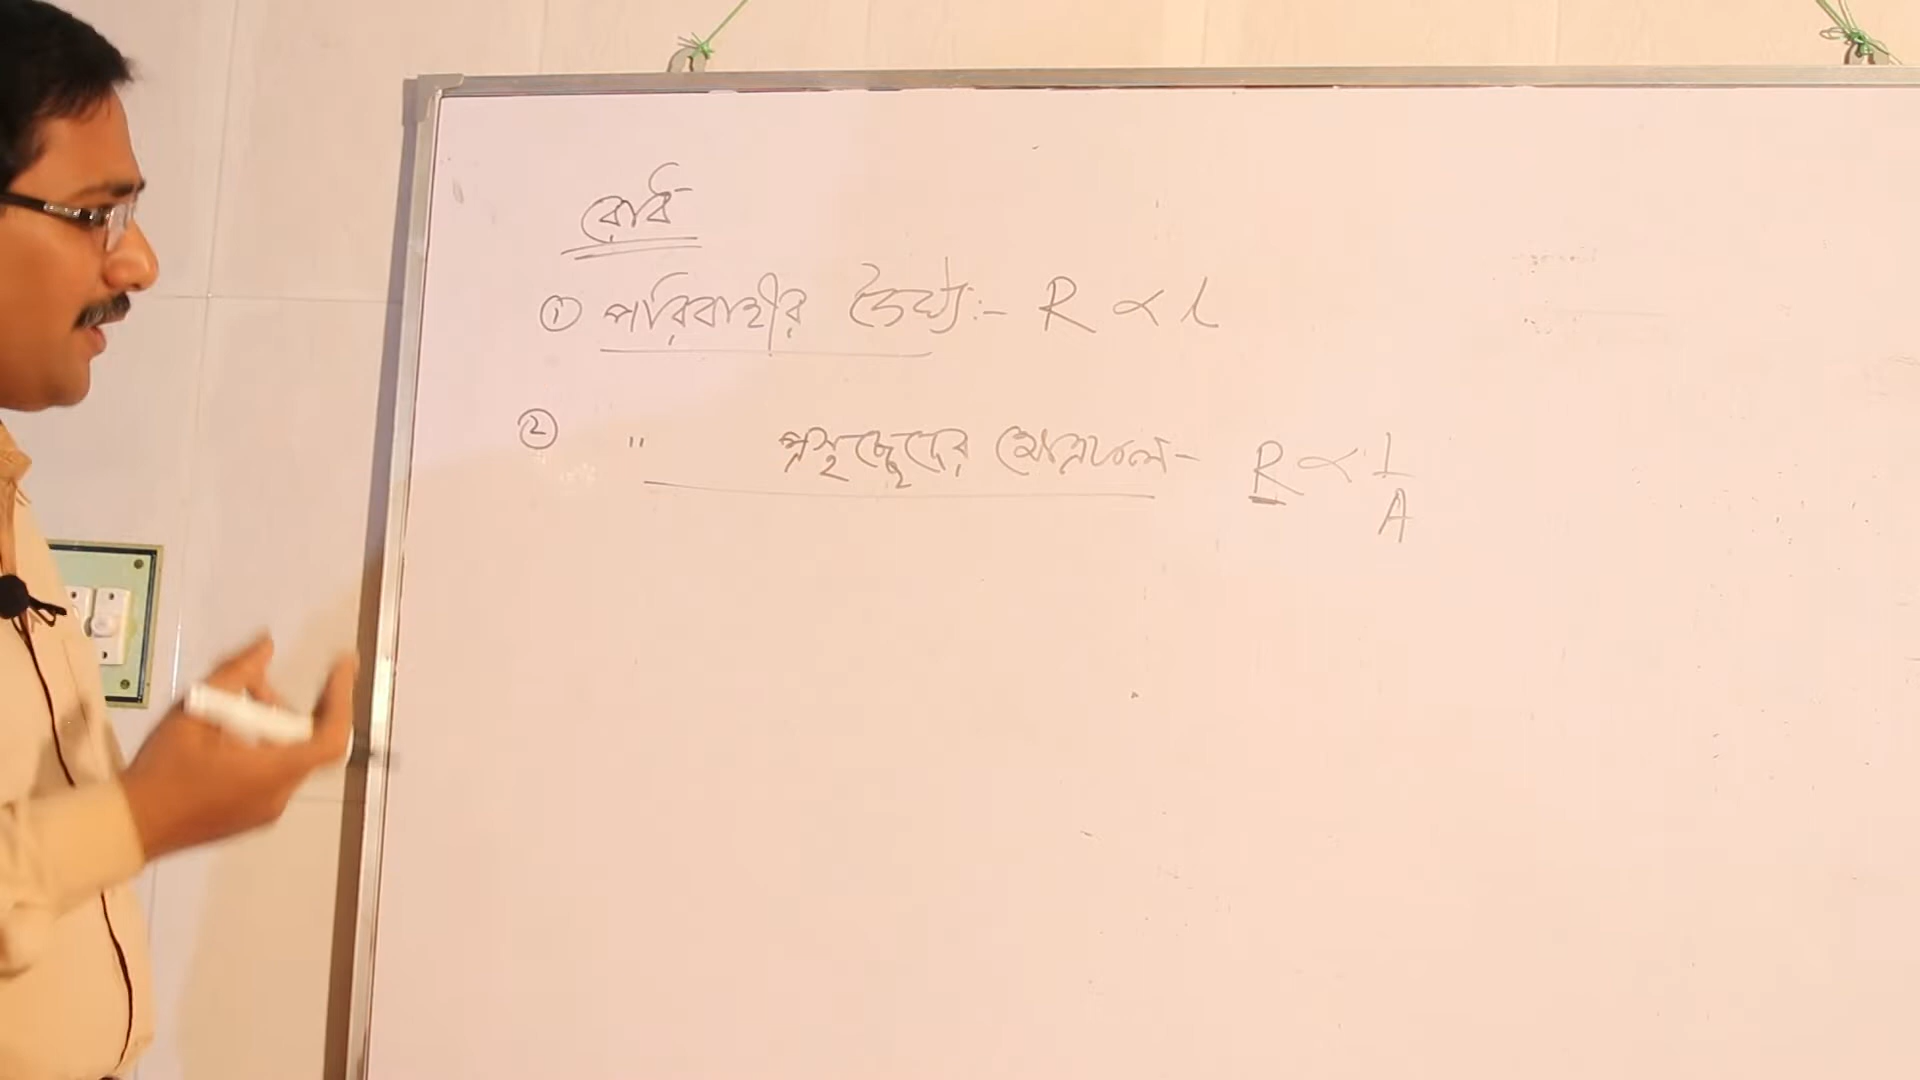 রোধ
① পরিবাহীর দৈর্ঘ্য:- R ∝ l
② " প্রস্থচ্ছেদের ক্ষেত্রফল- R ∝ 1/A